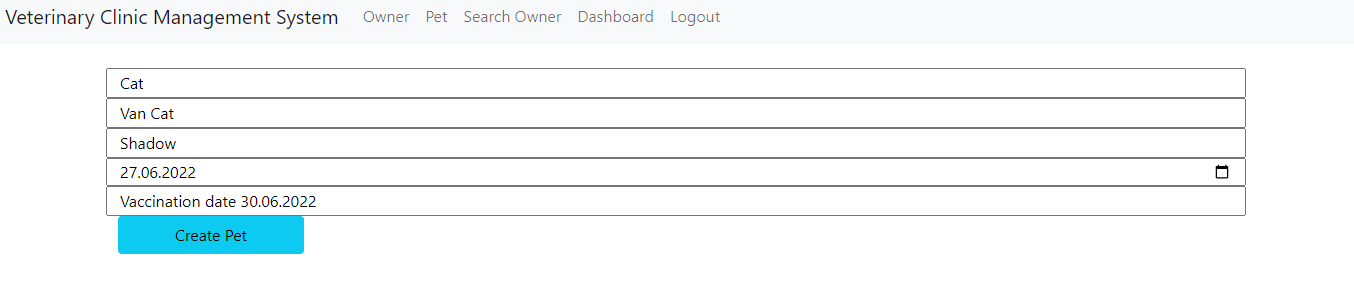 Veterinary Clinic Management System Owner Pet Search Owner Dashboard Logout
Cat
Van Cat
Shadow
27.06.2022
Vaccination date 30.06.2022
Create Pet